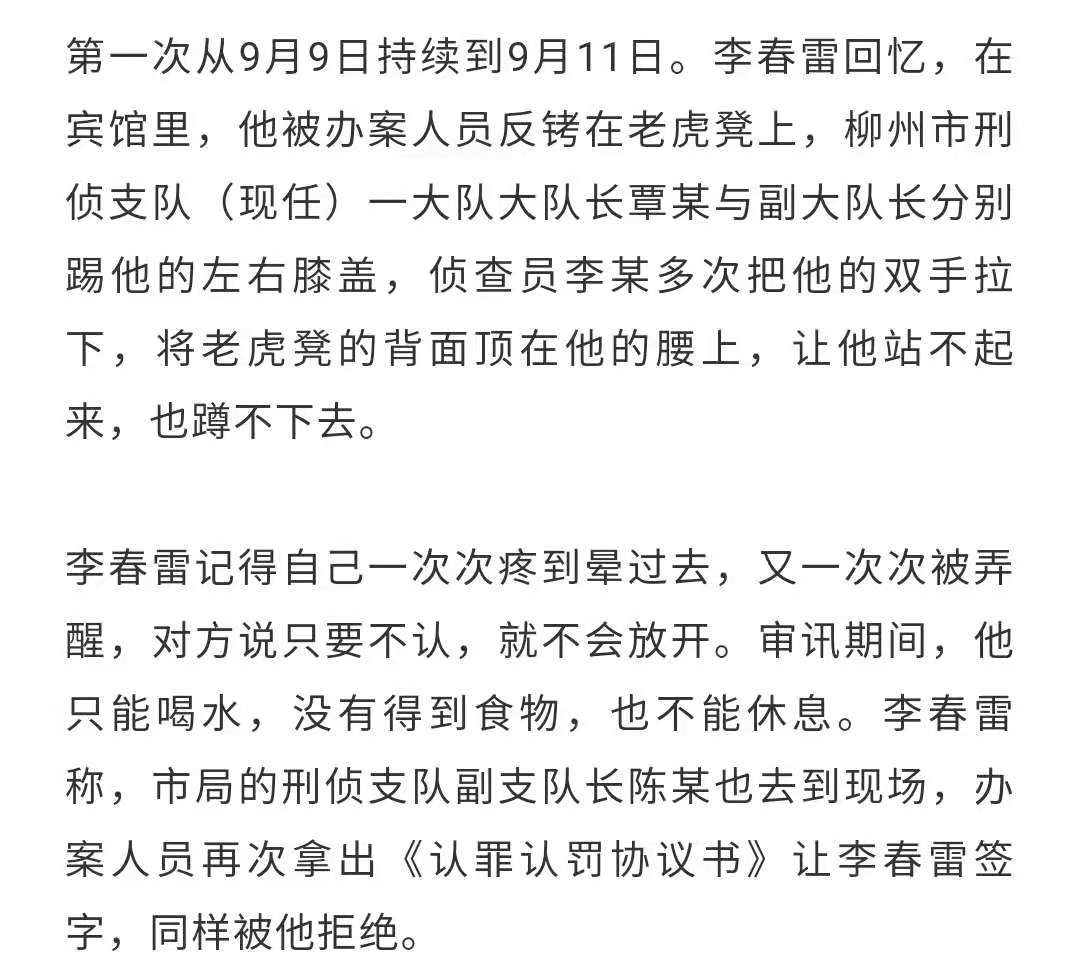 第一次从9月9日持续到9月11日。李春雷回忆，在
宾馆里，他被办案人员反铐在老虎凳上，柳州市刑
侦支队（现任）一大队大队长覃某与副大队长分别
踢他的左右膝盖，侦查员李某多次把他的双手拉
下，将老虎凳的背面顶在他的腰上，让他站不起
来，也蹲不下去。
李春雷记得自己一次次疼到晕过去，又一次次被弄
醒，对方说只要不认，就不会放开。审讯期间，他
只能喝水，没有得到食物，也不能休息。李春雷
称，市局的刑侦支队副支队长陈某也去到现场，办
案人员再次拿出《认罪认罚协议书》让李春雷签
字，同样被他拒绝。